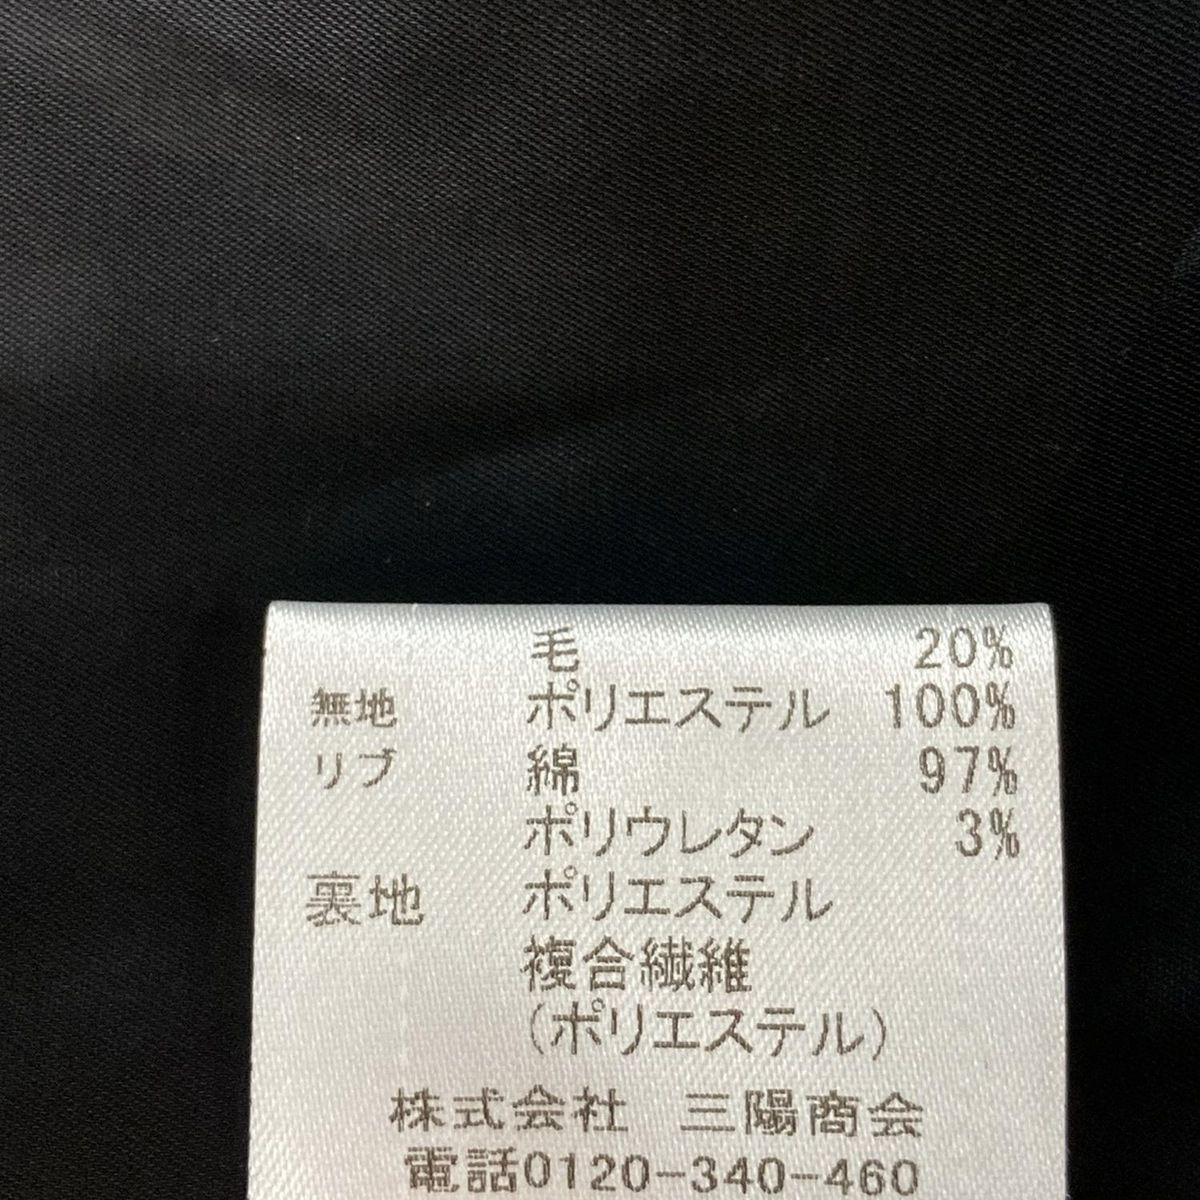 毛 20%
無地 ポリエステル 100%
リブ 綿 97%
ポリウレタン 3%
裏地 ポリエステル
複合繊維
(ポリエステル)
株式会社 三陽商会
電話0120-340-460